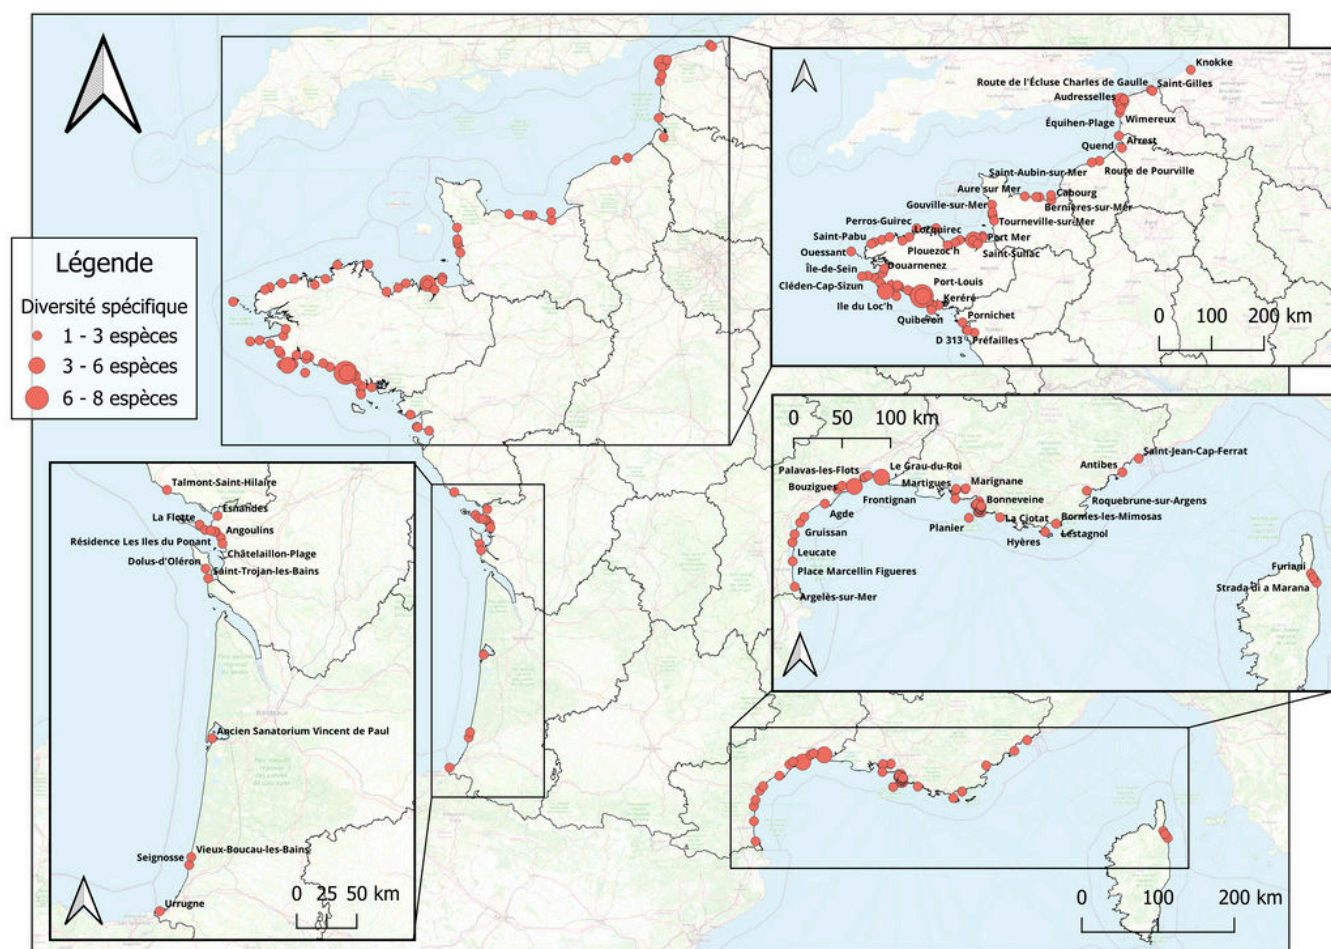 Légende
Diversité spécifique
1 - 3 espèces
3 - 6 espèces
6 - 8 espèces
Knokke
Route de l'Écluse Charles de Gaulle
Saint-Gilles
Audresselles
Wimereux
Équihen-Plage
Arrest
Quend
Saint-Aubin-sur-Mer
Route de Pourville
Aure sur Mer
Cabourg
Gouville-sur-Mer
Bernières-sur-Mer
Perros-Guirec
Tourneville-sur-Mer
Locquirec
Saint-Pabu
Port Mer
Ouessant
Plouezoc'h
Saint-Suliac
Île-de-Sein
Douarnenez
Cléden-Cap-Sizun
Port-Louis
Ile du Loc'h
Keréré
Quiberon
Pornichet
D 313
Préfailles
0 100 200 km
0 50 100 km
Saint-Jean-Cap-Ferrat
Palavas-les-Flots
Le Grau-du-Roi
Antibes
Martigues
Marignane
Bouzigues
Frontignan
Bonneveine
Roquebrune-sur-Argens
Agde
La Ciotat
Bormes-les-Mimosas
Planier
Gruissan
Hyères
Lestagnol
Leucate
Place Marcellin Figueres
Furiani
Strada di a Marana
Argelès-sur-Mer
Talmont-Saint-Hilaire
Esnandes
La Flotte
Angoulins
Résidence Les Iles du Ponant
Châtelaillon-Plage
Dolus-d'Oléron
Saint-Trojan-les-Bains
Ancien Sanatorium Vincent de Paul
Vieux-Boucau-les-Bains
Seignosse
Urrugne
0 25 50 km
0 100 200 km